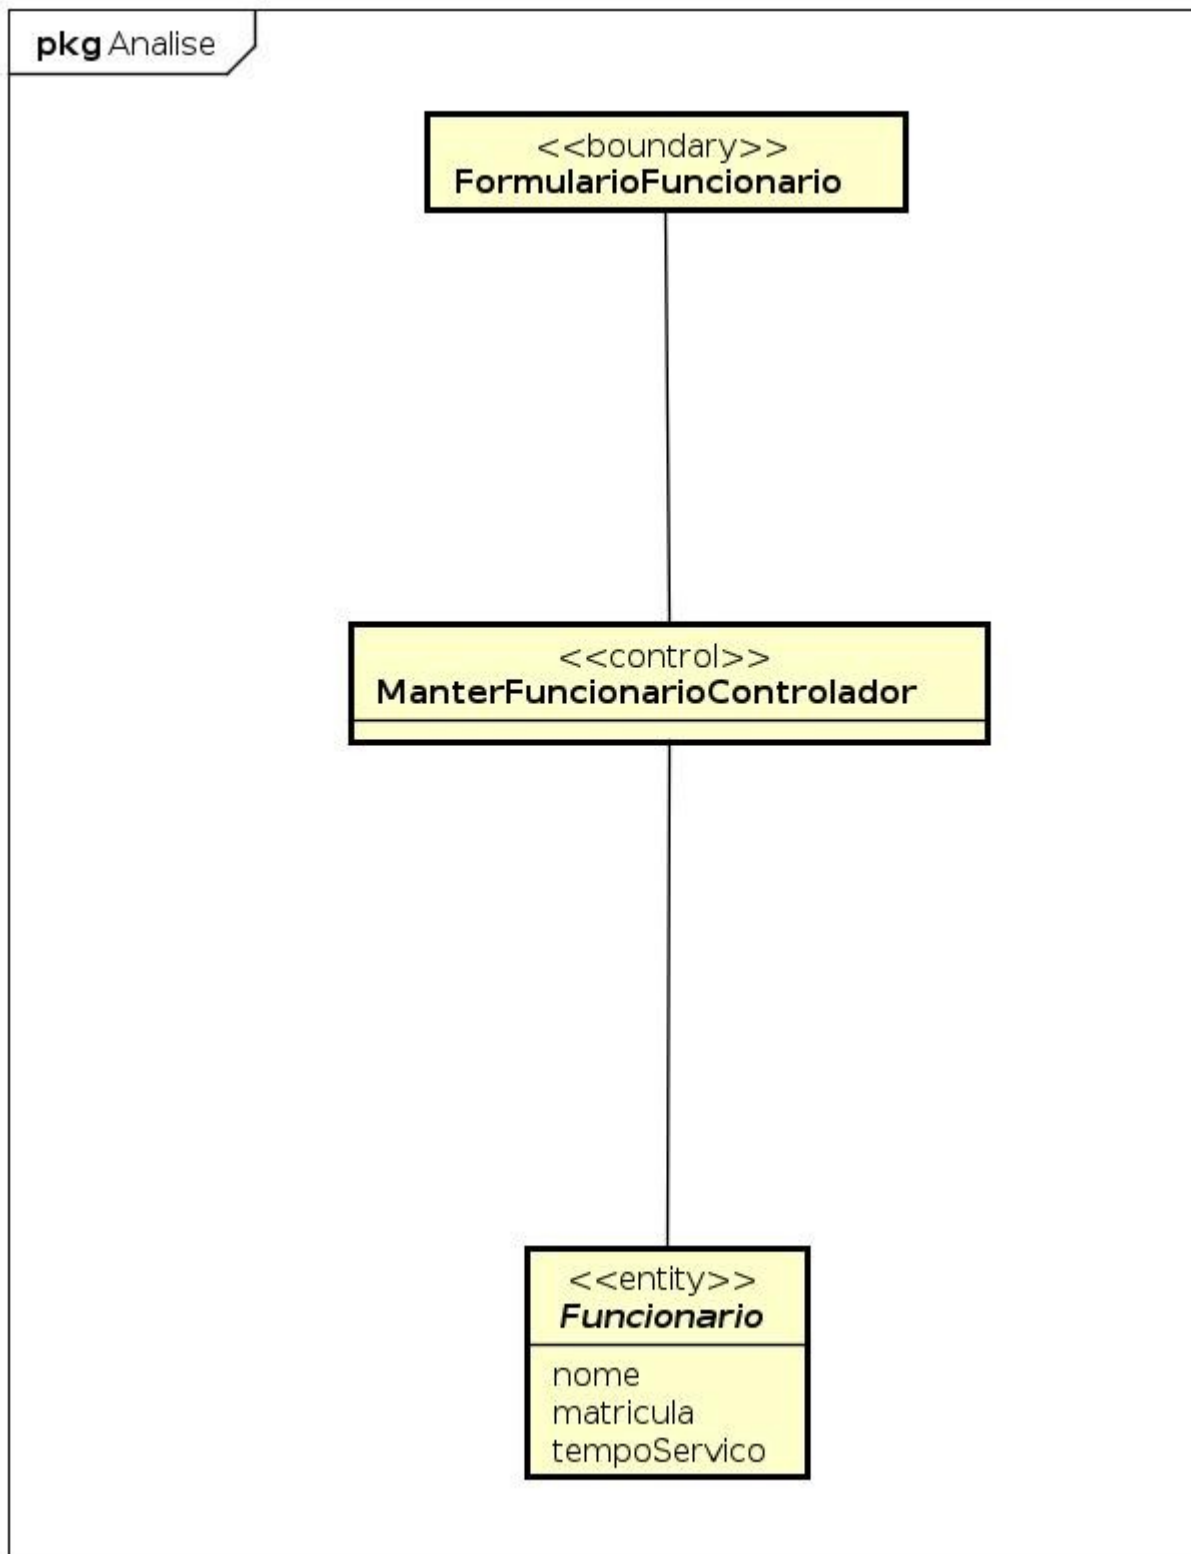 pkg Analise
<<boundary>>
FormularioFuncionario
<<control>>
ManterFuncionarioControlador
<<entity>>
Funcionario
nome
matricula
tempoServico